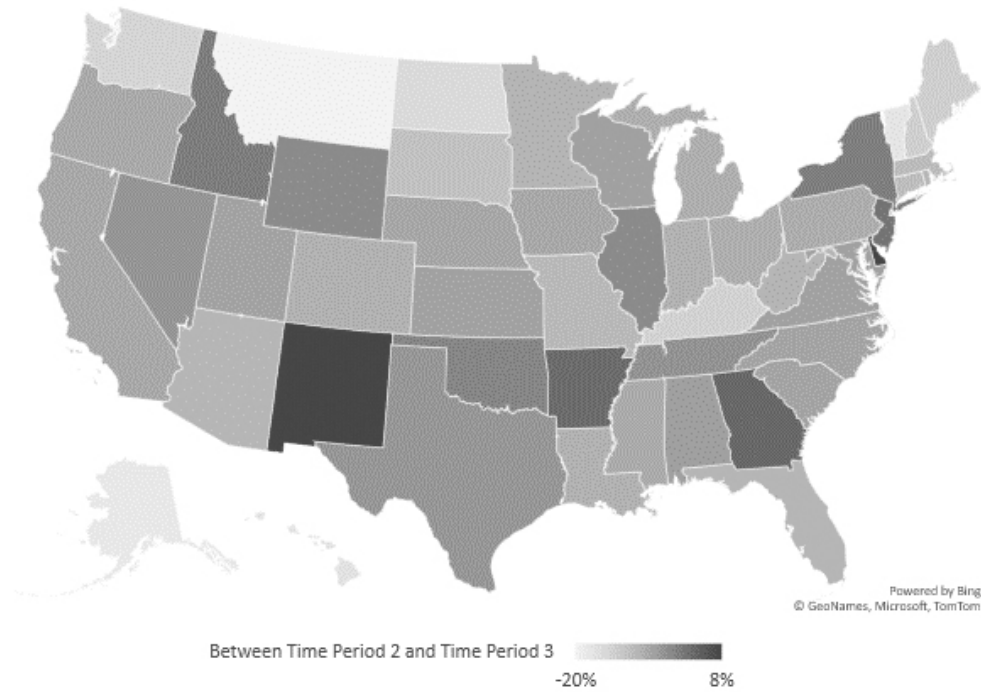 Powered by Bing
© GeoNames, Microsoft, TomTom
Between Time Period 2 and Time Period 3
-20%
8%